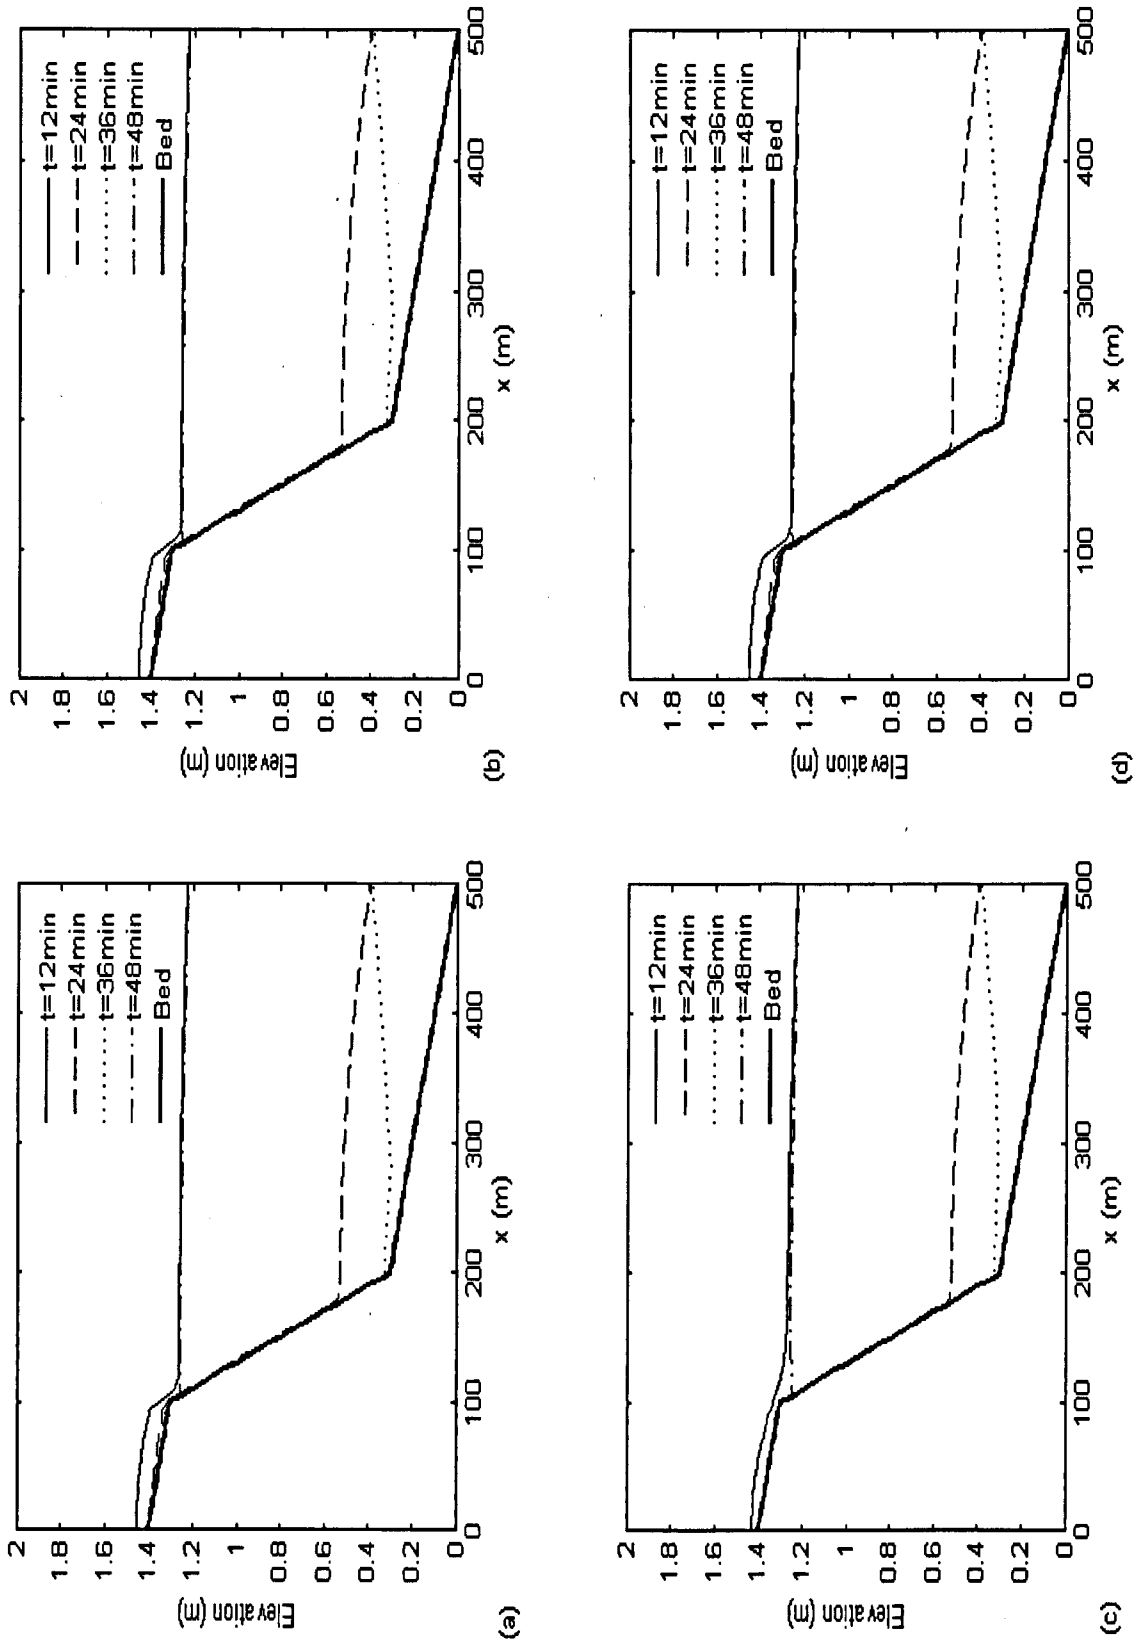 2
1.8
1.6
1.4
1.2
1
0.8
0.6
0.4
0.2
0
Elevation (m)
t=12min
t=24min
t=36min
t=48min
Bed
0
100
200
300
400
500
x (m)
(a)
2
1.8
1.6
1.4
1.2
1
0.8
0.6
0.4
0.2
0
Elevation (m)
t=12min
t=24min
t=36min
t=48min
Bed
0
100
200
300
400
500
x (m)
(b)
2
1.8
1.6
1.4
1.2
1
0.8
0.6
0.4
0.2
0
Elevation (m)
t=12min
t=24min
t=36min
t=48min
Bed
0
100
200
300
400
500
x (m)
(c)
2
1.8
1.6
1.4
1.2
1
0.8
0.6
0.4
0.2
0
Elevation (m)
t=12min
t=24min
t=36min
t=48min
Bed
0
100
200
300
400
500
x (m)
(d)